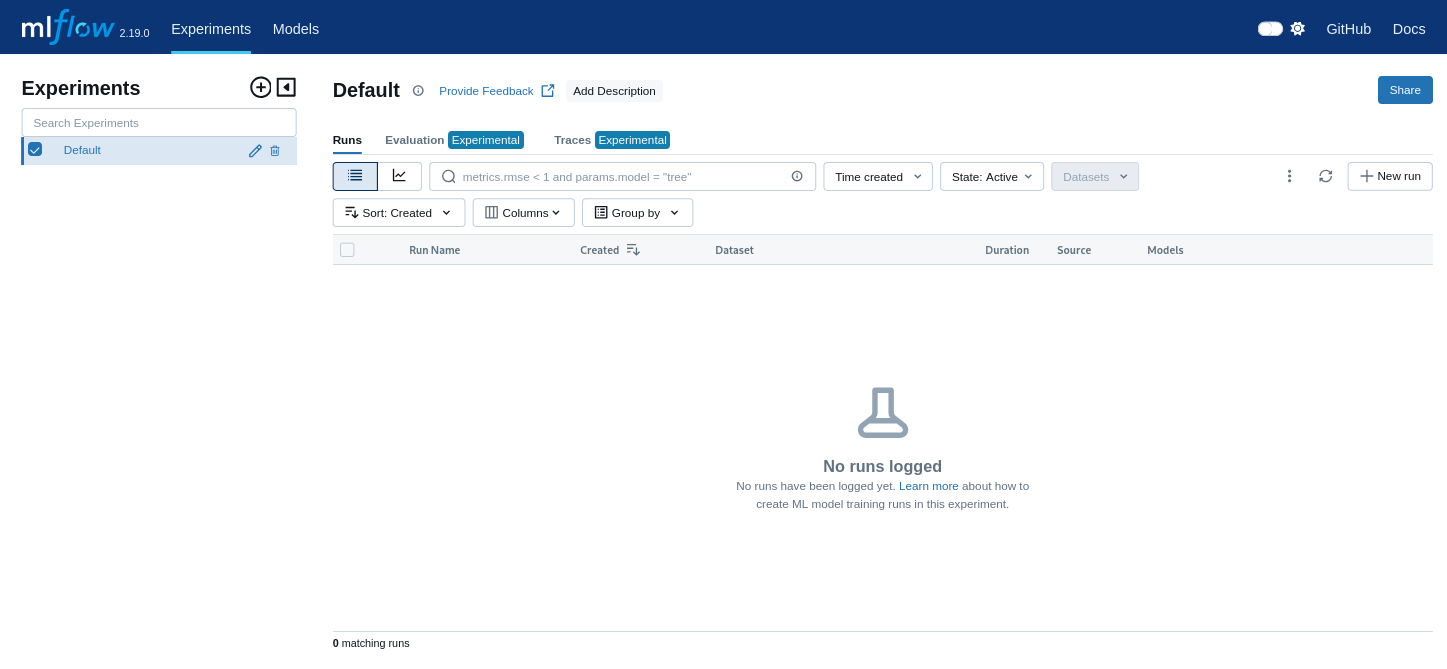 mlflow 2.19.0 Experiments Models GitHub Docs
Experiments
Search Experiments
Default
Default Provide Feedback Add Description Share
Runs Evaluation Experimental Traces Experimental
metrics.rmse < 1 and params.model = "tree" Time created State: Active Datasets New run
Sort: Created Columns Group by
Run Name Created Dataset Duration Source Models
No runs logged
No runs have been logged yet. Learn more about how to
create ML model training runs in this experiment.
0 matching runs